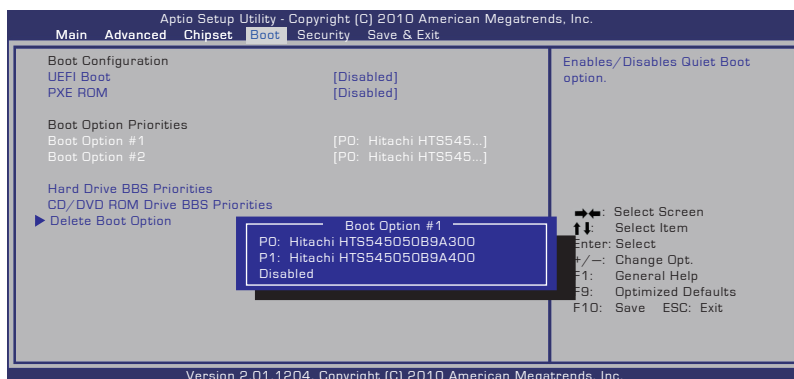 Aptio Setup Utility - Copyright (C) 2010 American Megatrends, Inc.
Main Advanced Chipset Boot Security Save & Exit
Boot Configuration
UEFI Boot [Disabled]
PXE ROM [Disabled]
Boot Option Priorities
Boot Option #1 [P0: Hitachi HTS545...]
Boot Option #2 [P0: Hitachi HTS545...]
Hard Drive BBS Priorities
CD/DVD ROM Drive BBS Priorities
Delete Boot Option
Boot Option #1
P0: Hitachi HTS545050B9A300
P1: Hitachi HTS545050B9A400
Disabled
Enables/Disables Quiet Boot
option.
→←: Select Screen
↑↓: Select Item
Enter: Select
+/—: Change Opt.
F1: General Help
F9: Optimized Defaults
F10: Save ESC: Exit
Version 2.01.1204. Copyright (C) 2010 American Megatrends, Inc.